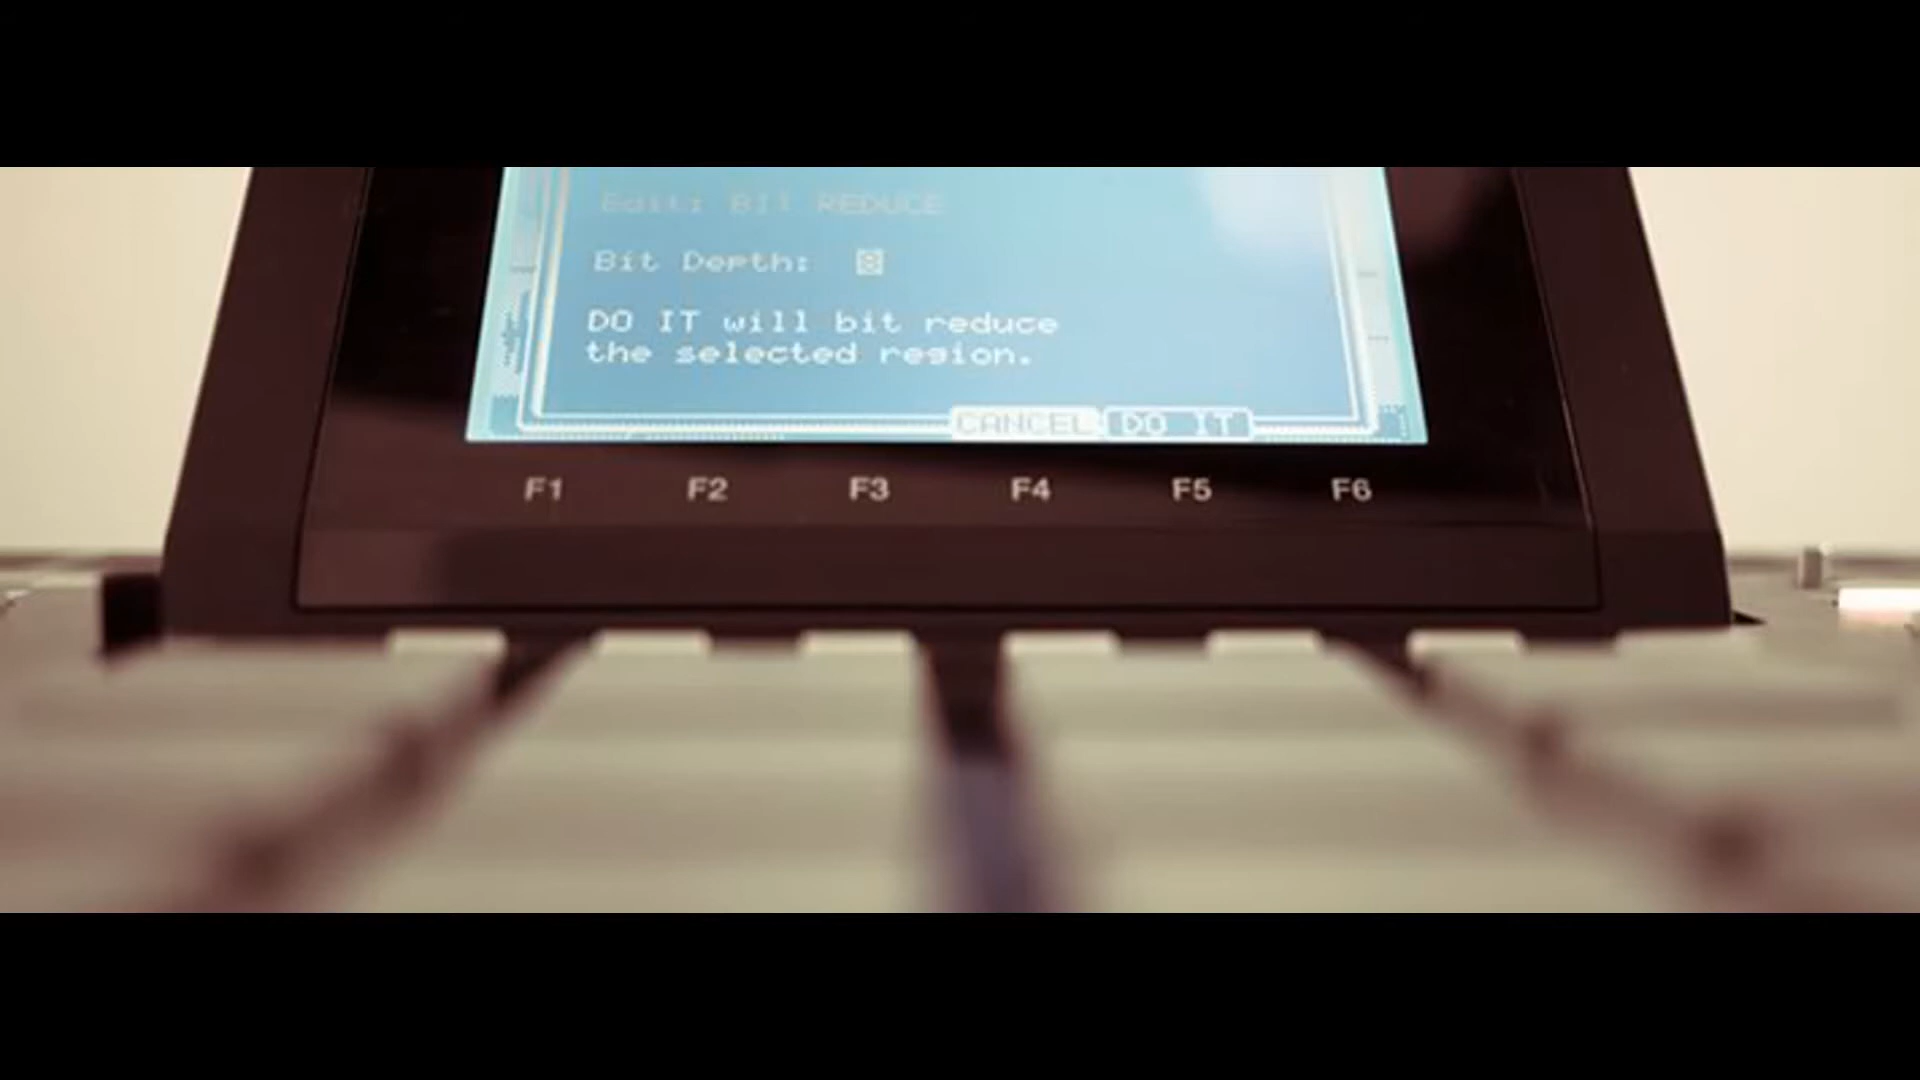 Edit: Bit REDUCE
Bit Depth: 8
DO IT will bit reduce
the selected region.
CANCEL DO IT
F1 F2 F3 F4 F5 F6